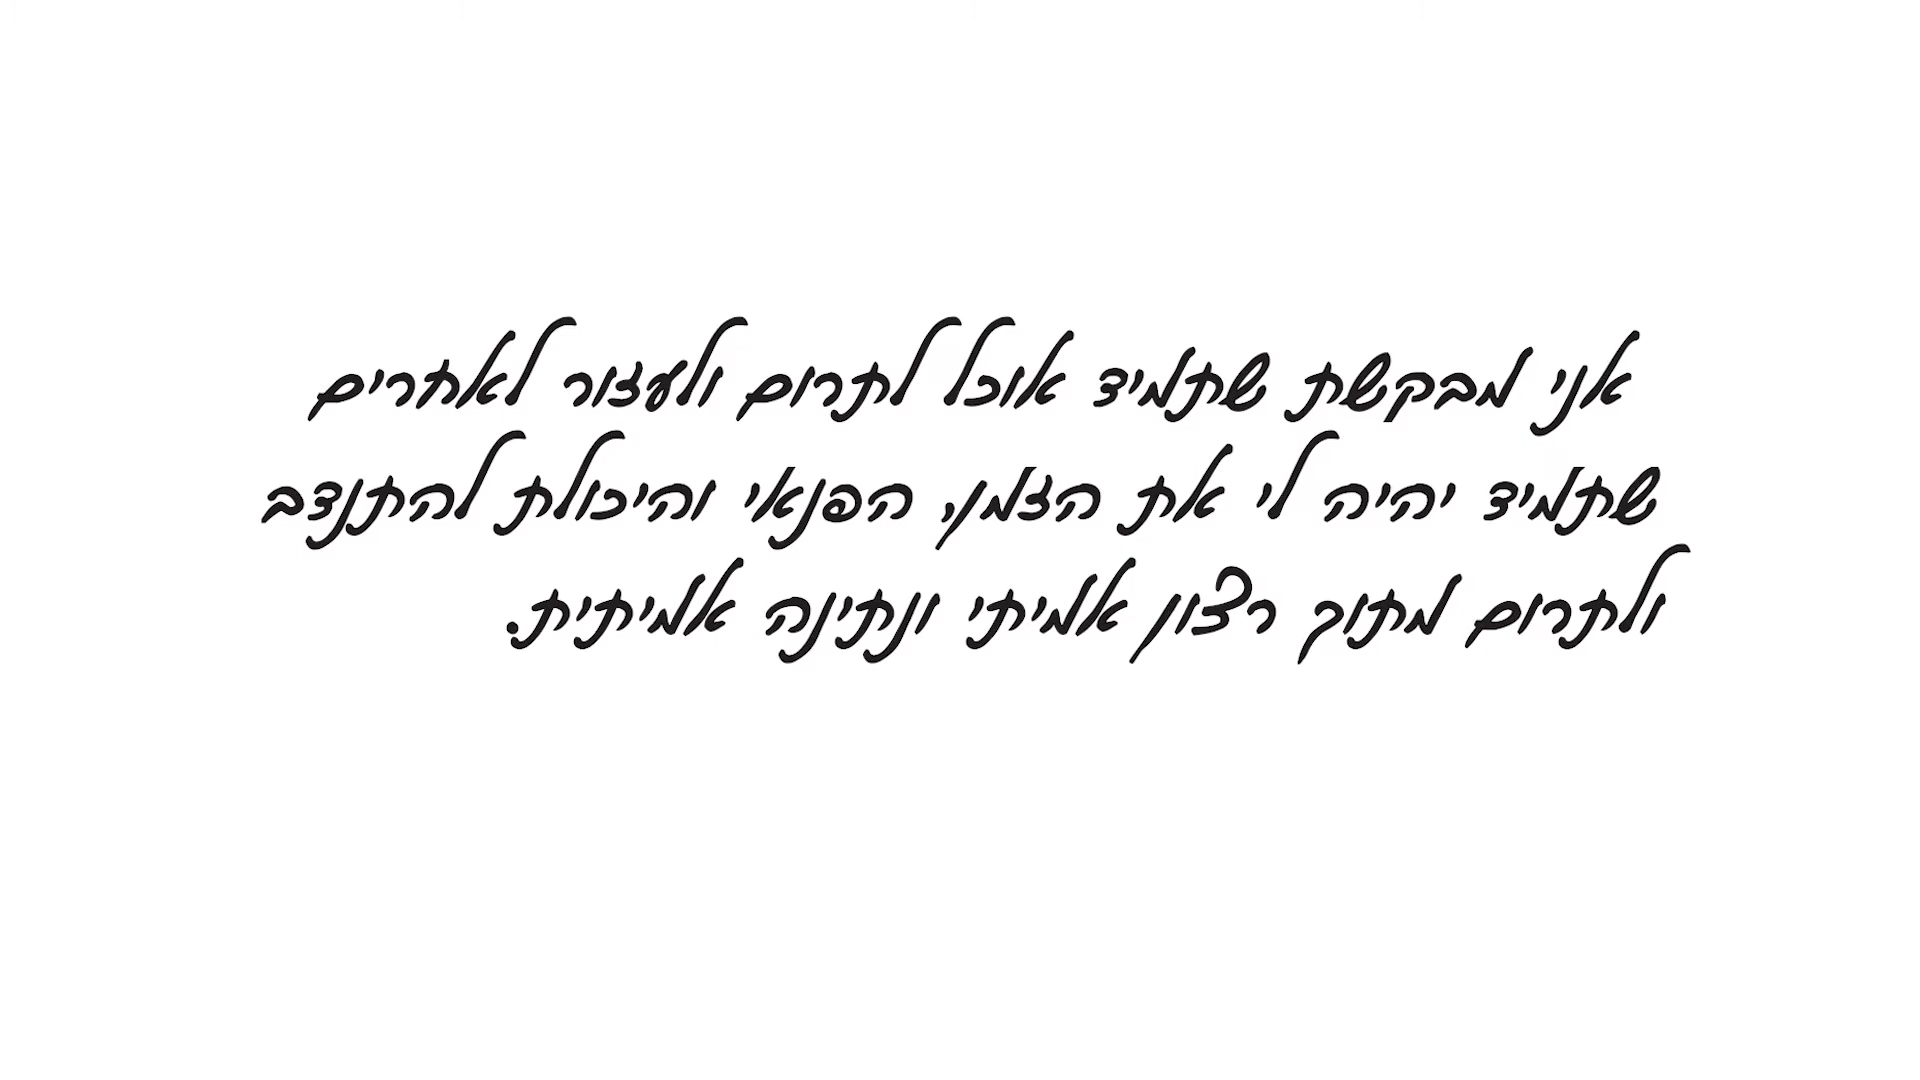 אני מבקשת שתמיד אוכל לתרום ולעזור לאחרים
שתמיד יהיה לי את הזמן, הפנאי והיכולת להתנדב
ולתרום מתוך רצון אמיתי ונתינה אמיתית.